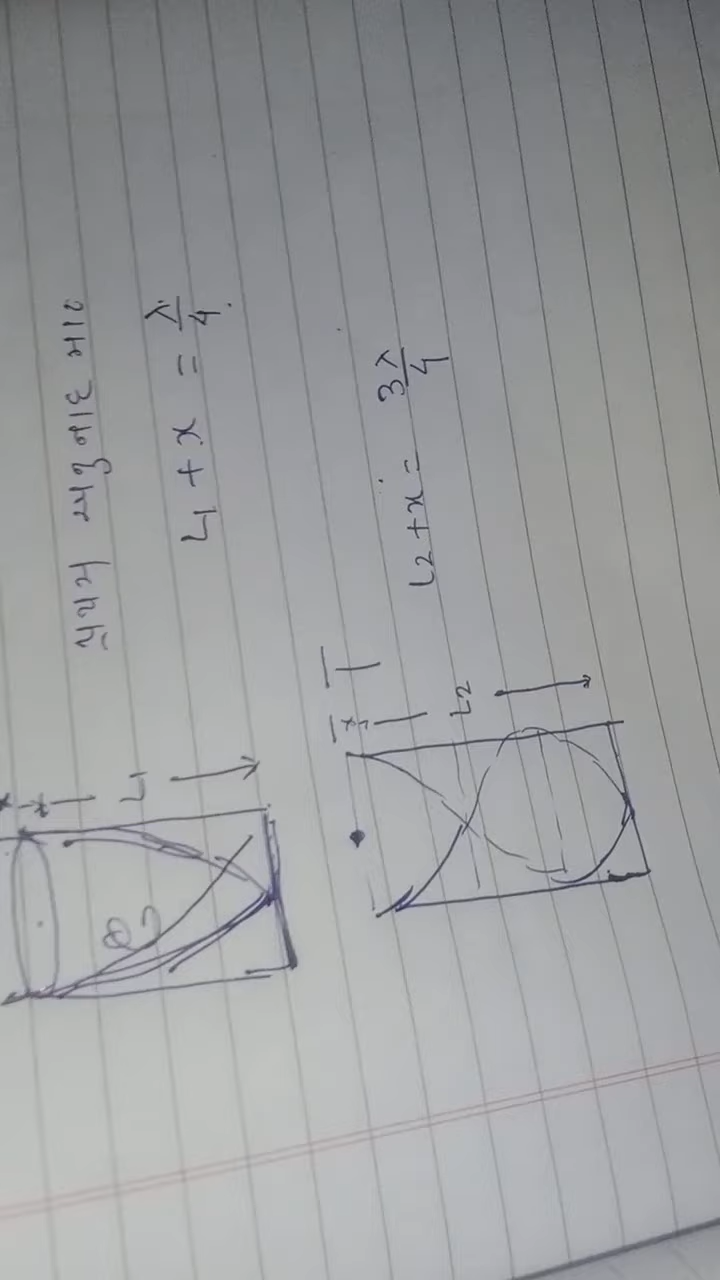 પ્રથમ અનુનાદ માટે
L1 + x = λ/4
x
L1
L2 + x = 3λ/4
x
L2